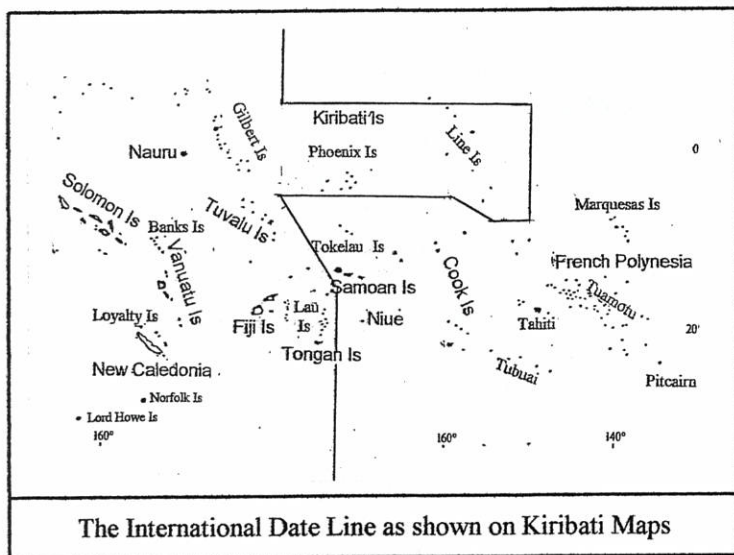 Kiribati Is
Gilbert Is
Line Is
Phoenix Is
Nauru
0
Solomon Is
Tuvalu Is
Marquesas Is
Banks Is
Vanuatu Is
Tokelau Is
Cook Is
French Polynesia
Samoan Is
Tuamotu
Loyalty Is
Fiji Is
Lau
Is
Niue
Tahiti
20'
Tongan Is
New Caledonia
Tubuai
Pitcairn
Norfolk Is
Lord Howe Is
160°
160°
140°
The International Date Line as shown on Kiribati Maps